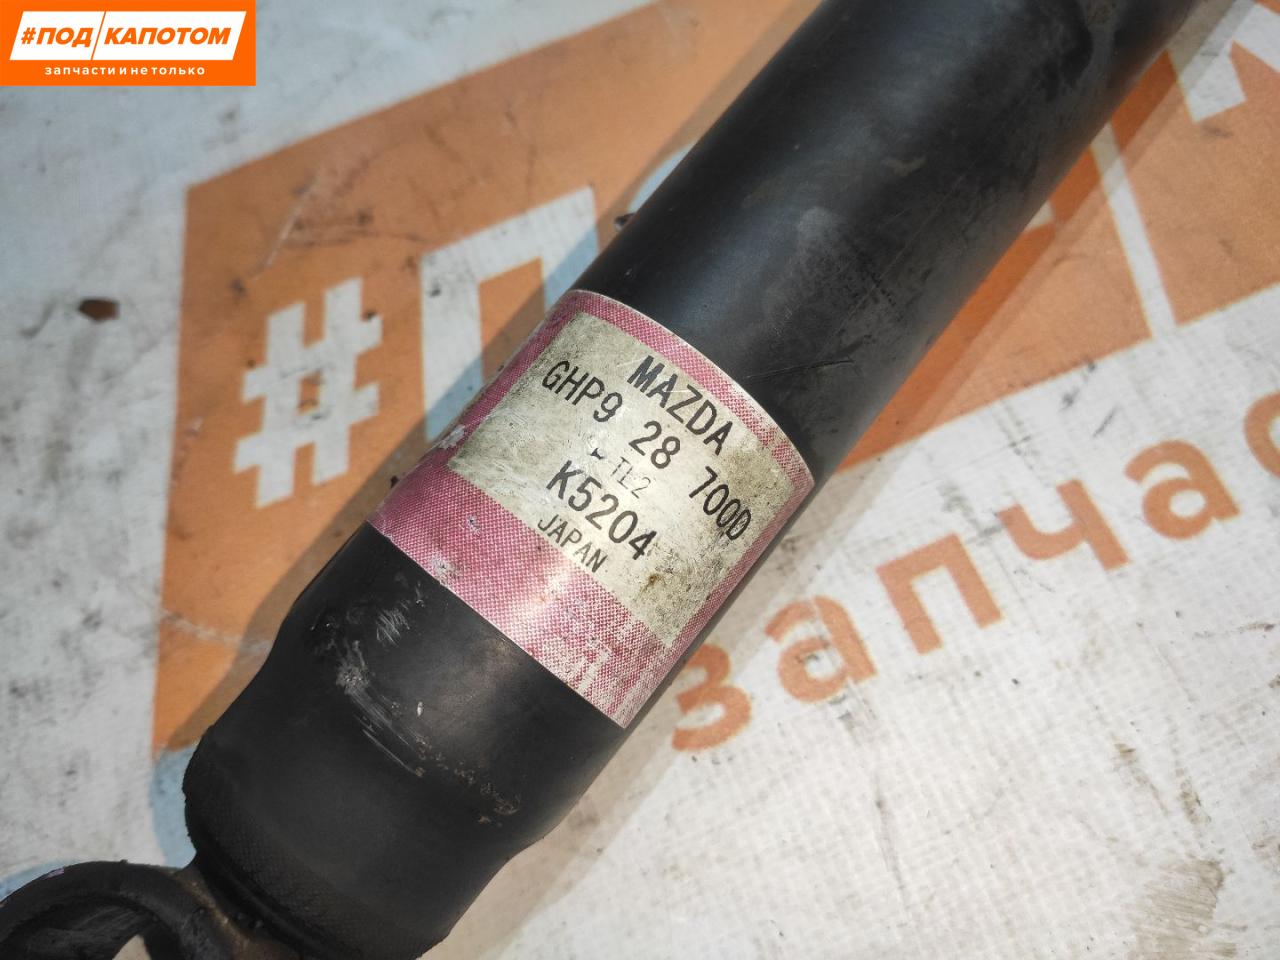 #ПОД КАПОТОМ
запчасти и не только
MAZDA
GHP9 28 700D
K5204
JAPAN
#П
запчас